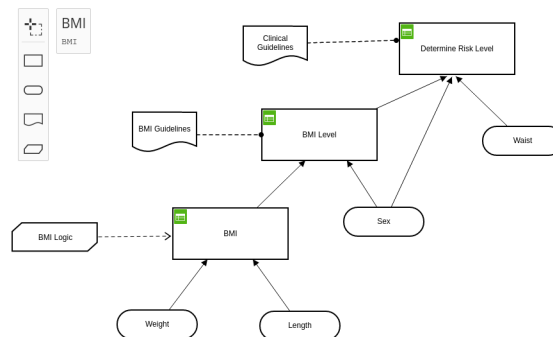 BMI
BMI
Clinical
Guidelines
Determine Risk Level
BMI Guidelines
BMI Level
Waist
Sex
BMI Logic
BMI
Weight
Length